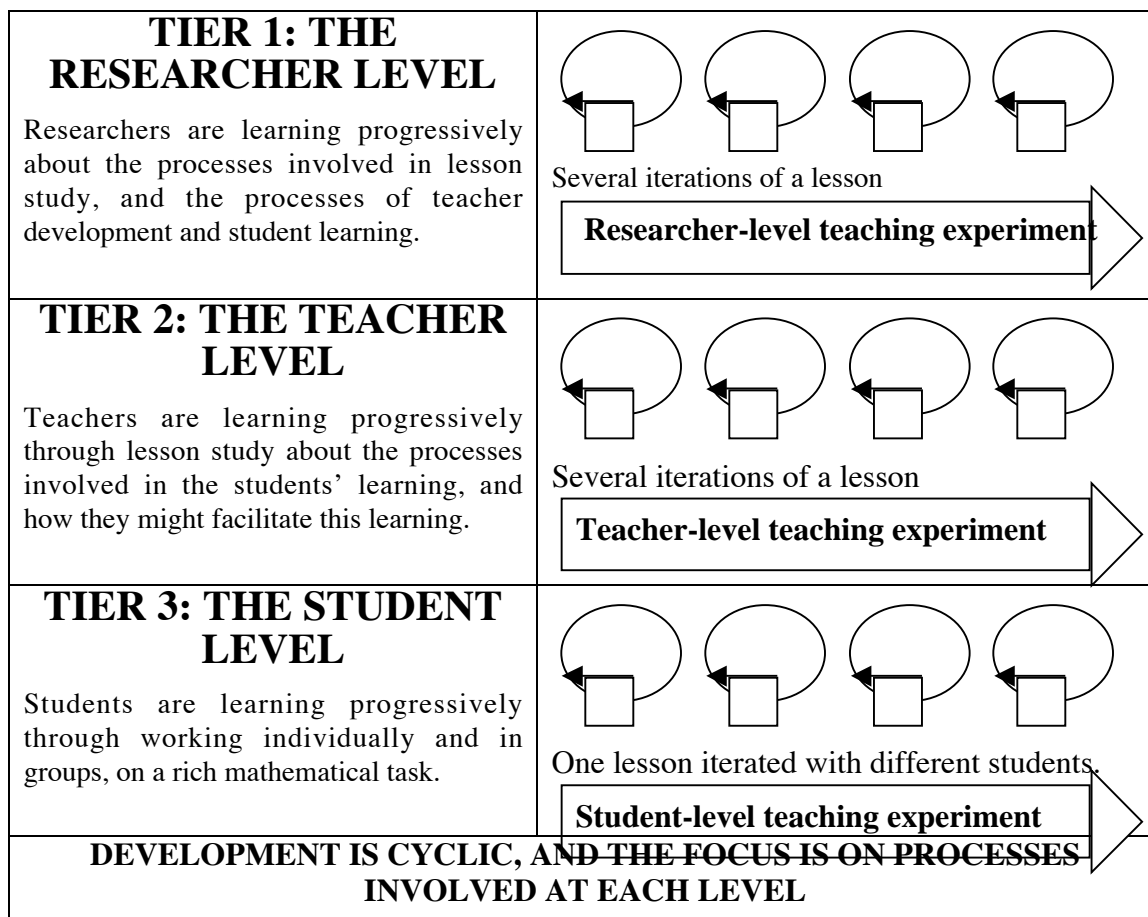 TIER 1: THE
RESEARCHER LEVEL
Researchers are learning progressively
about the processes involved in lesson
study, and the processes of teacher
development and student learning.
Several iterations of a lesson
Researcher-level teaching experiment
TIER 2: THE TEACHER
LEVEL
Teachers are learning progressively
through lesson study about the processes
involved in the students’ learning, and
how they might facilitate this learning.
Several iterations of a lesson
Teacher-level teaching experiment
TIER 3: THE STUDENT
LEVEL
Students are learning progressively
through working individually and in
groups, on a rich mathematical task.
One lesson iterated with different students.
Student-level teaching experiment
DEVELOPMENT IS CYCLIC, AND THE FOCUS IS ON PROCESSES
INVOLVED AT EACH LEVEL